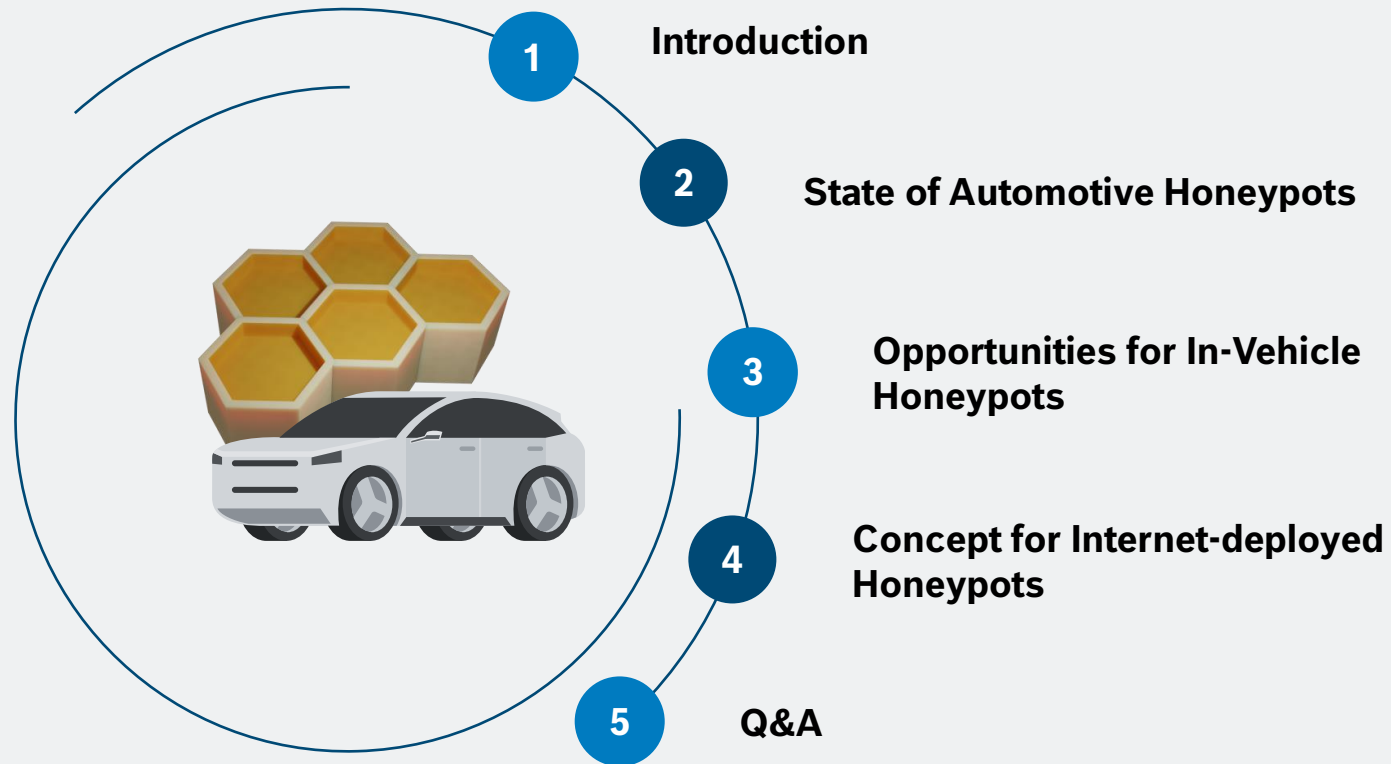 1
Introduction
2
State of Automotive Honeypots
3
Opportunities for In-Vehicle
Honeypots
4
Concept for Internet-deployed
Honeypots
5
Q&A